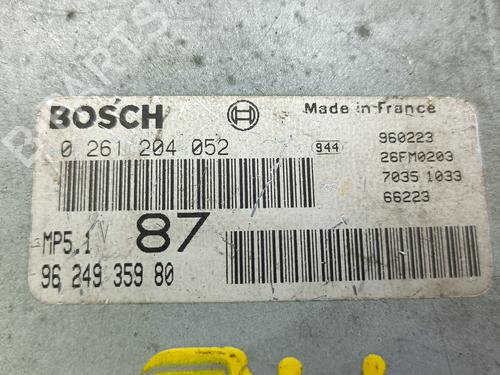 BOSCH
Made in France
0 261 204 052
944
960223
26FM0203
7035 1033
66223
MP5.1
87
96 249 359 80